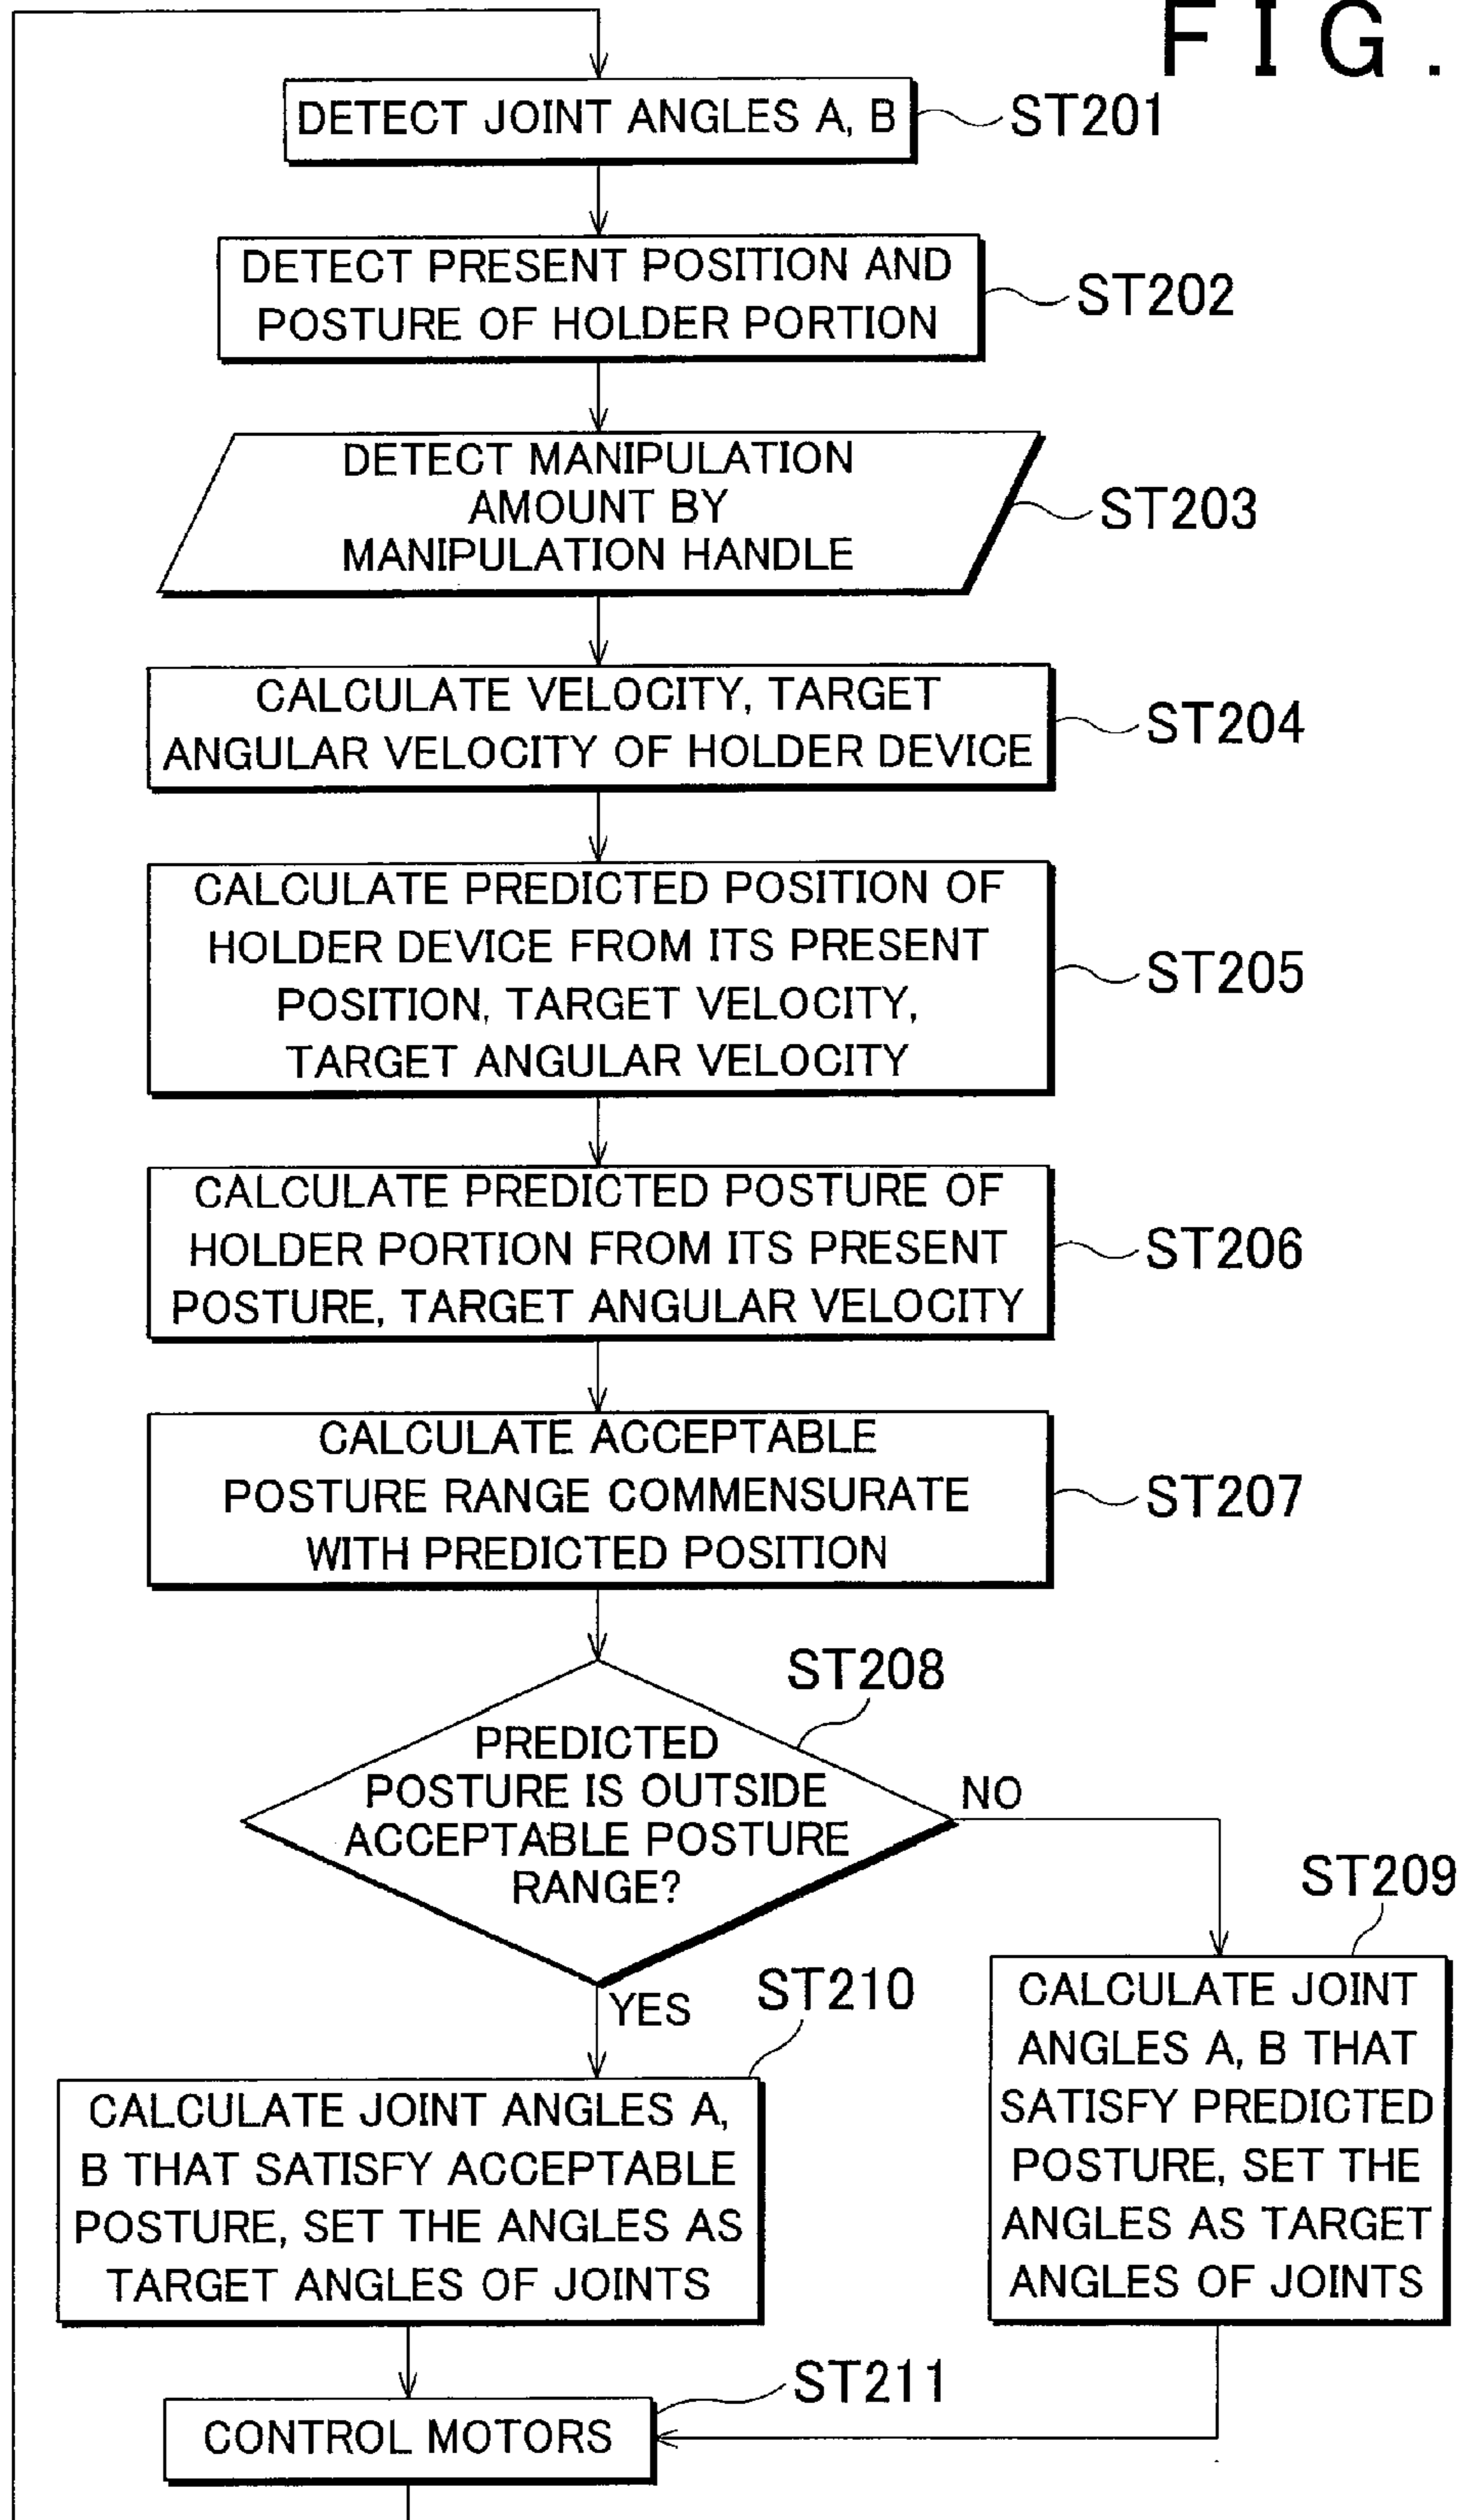 FIG.
DETECT JOINT ANGLES A, B
ST201
DETECT PRESENT POSITION AND
POSTURE OF HOLDER PORTION
ST202
DETECT MANIPULATION
AMOUNT BY
MANIPULATION HANDLE
ST203
CALCULATE VELOCITY, TARGET
ANGULAR VELOCITY OF HOLDER DEVICE
ST204
CALCULATE PREDICTED POSITION OF
HOLDER DEVICE FROM ITS PRESENT
POSITION, TARGET VELOCITY,
TARGET ANGULAR VELOCITY
ST205
CALCULATE PREDICTED POSTURE OF
HOLDER PORTION FROM ITS PRESENT
POSTURE, TARGET ANGULAR VELOCITY
ST206
CALCULATE ACCEPTABLE
POSTURE RANGE COMMENSURATE
WITH PREDICTED POSITION
ST207
ST208
PREDICTED
POSTURE IS OUTSIDE
ACCEPTABLE POSTURE
RANGE?
NO
YES
ST209
CALCULATE JOINT
ANGLES A, B THAT
SATISFY PREDICTED
POSTURE, SET THE
ANGLES AS TARGET
ANGLES OF JOINTS
ST210
CALCULATE JOINT ANGLES A,
B THAT SATISFY ACCEPTABLE
POSTURE, SET THE ANGLES AS
TARGET ANGLES OF JOINTS
ST211
CONTROL MOTORS